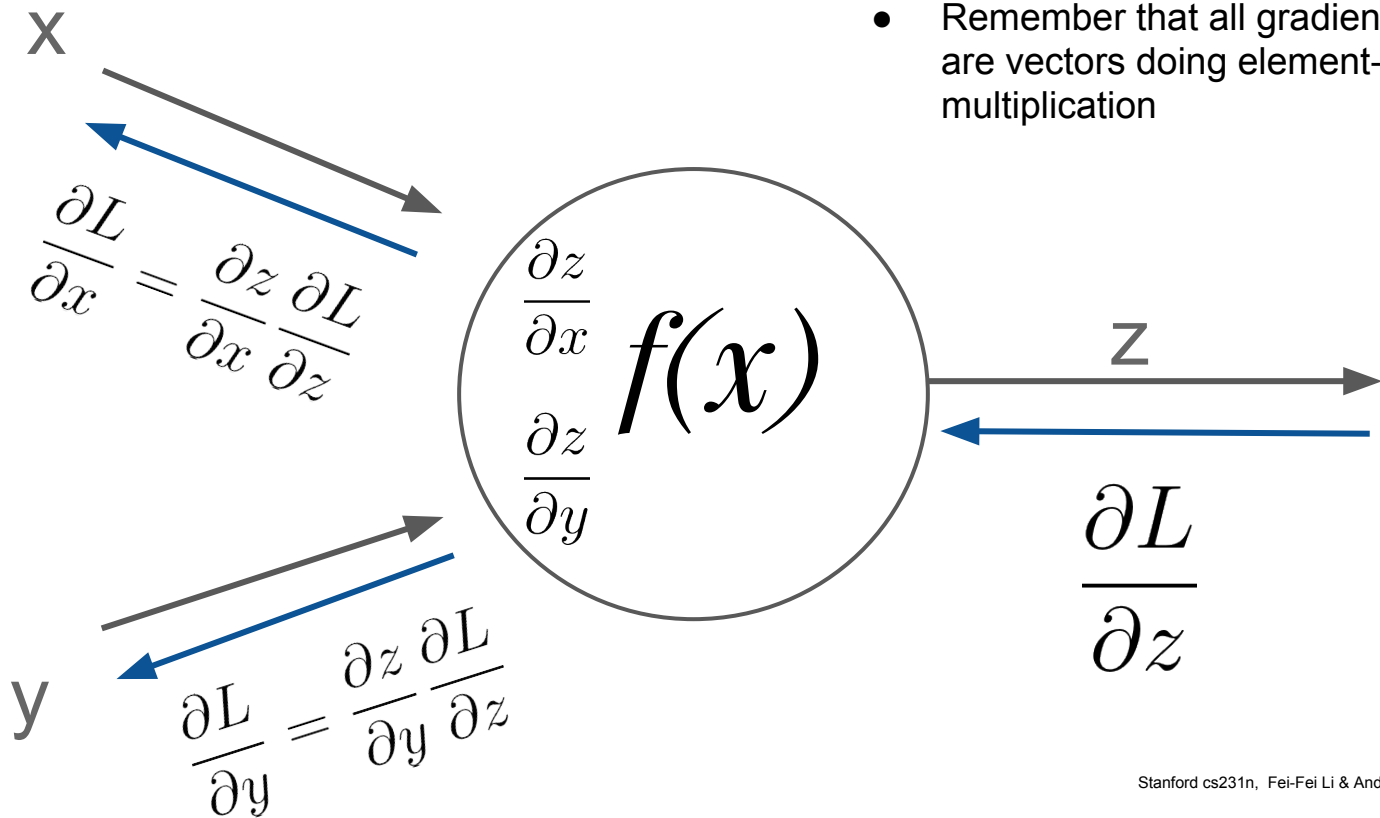 x
• Remember that all gradien
are vectors doing element-
multiplication
∂L/∂x = ∂z/∂x ∂L/∂z
∂z/∂x
f(x)
∂z/∂y
z
∂L/∂z
y
∂L/∂y = ∂z/∂y ∂L/∂z
Stanford cs231n, Fei-Fei Li & And